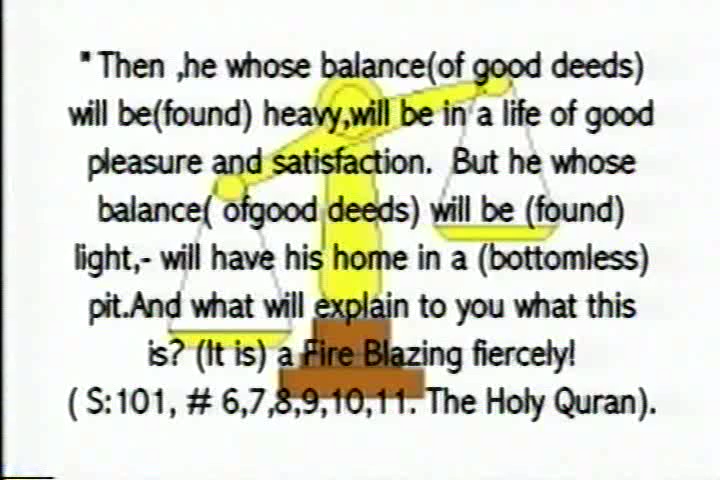 " Then ,he whose balance(of good deeds)
will be(found) heavy,will be in a life of good
pleasure and satisfaction. But he whose
balance( ofgood deeds) will be (found)
light,- will have his home in a (bottomless)
pit.And what will explain to you what this
is? (It is) a Fire Blazing fiercely!
( S:101, # 6,7,8,9,10,11. The Holy Quran).